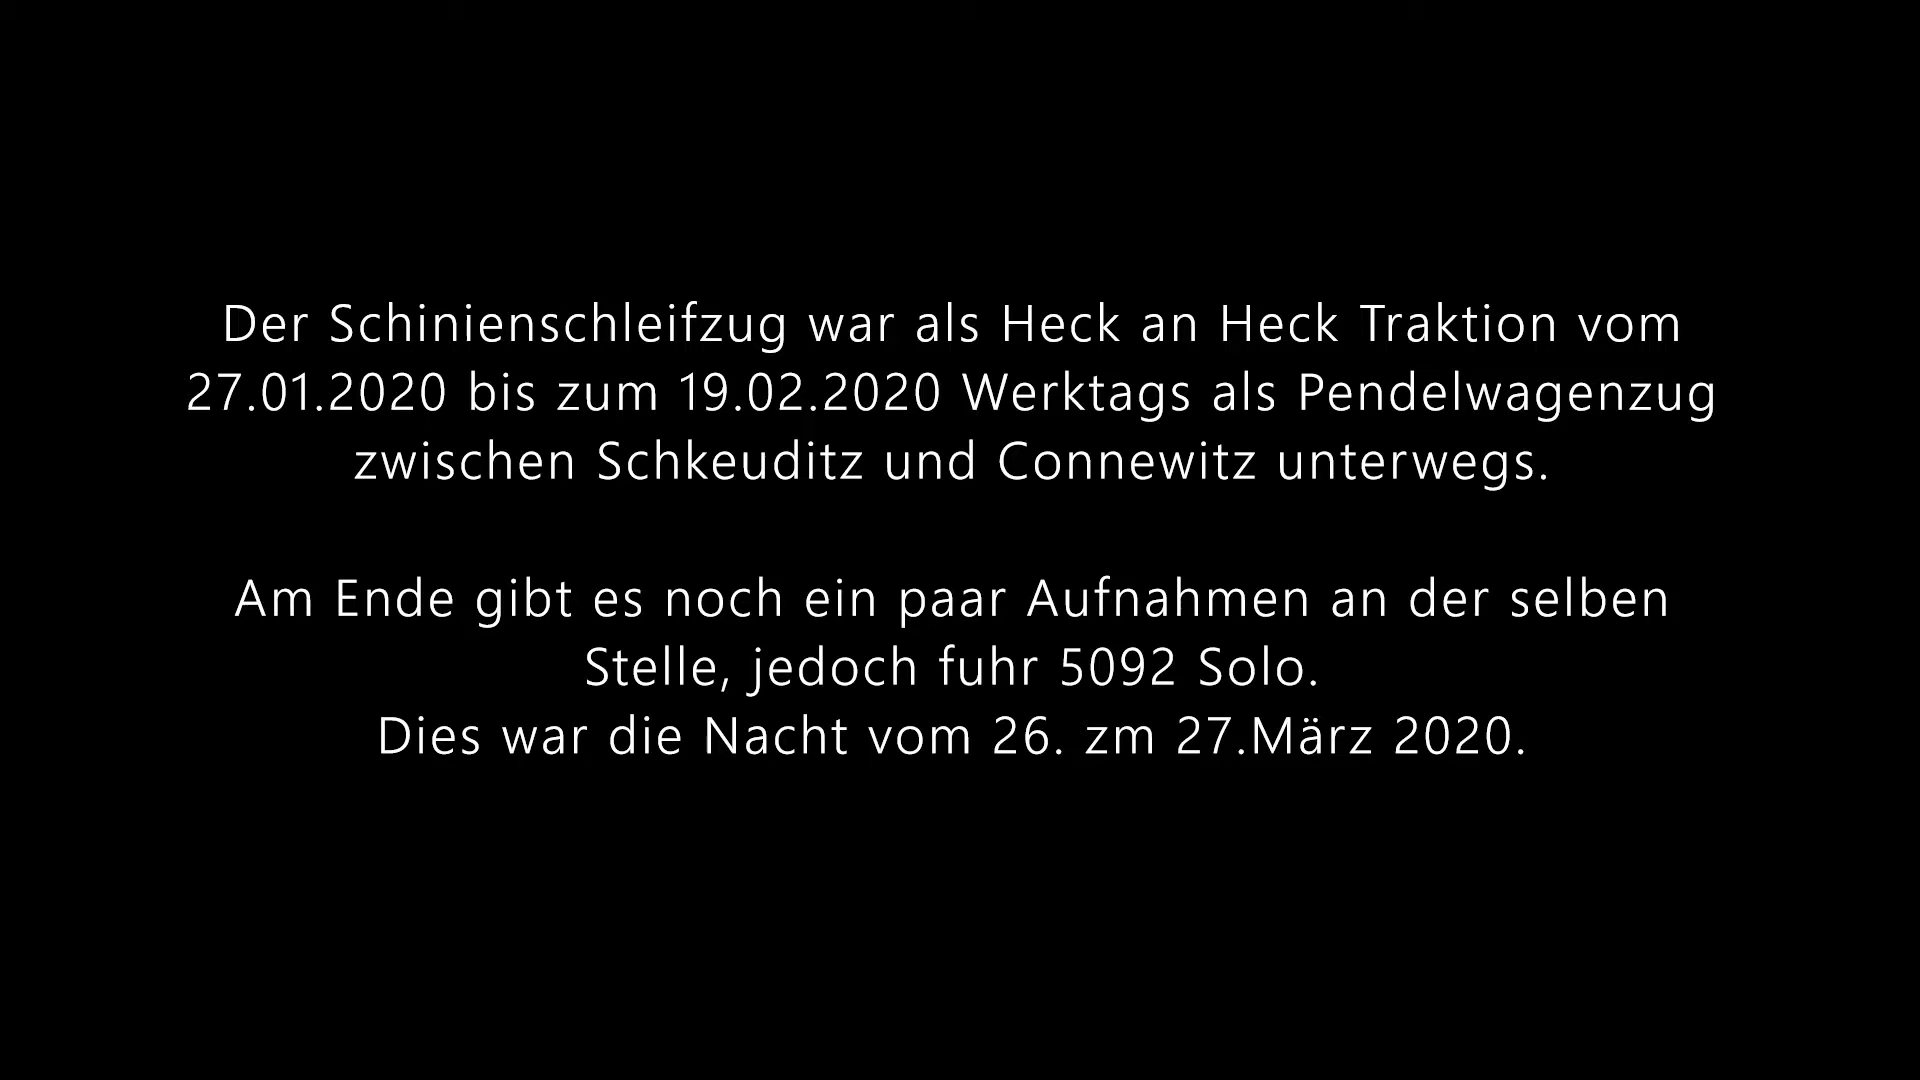 Der Schinienschleifzug war als Heck an Heck Traktion vom
27.01.2020 bis zum 19.02.2020 Werktags als Pendelwagenzug
zwischen Schkeuditz und Connewitz unterwegs.
Am Ende gibt es noch ein paar Aufnahmen an der selben
Stelle, jedoch fuhr 5092 Solo.
Dies war die Nacht vom 26. zm 27.März 2020.